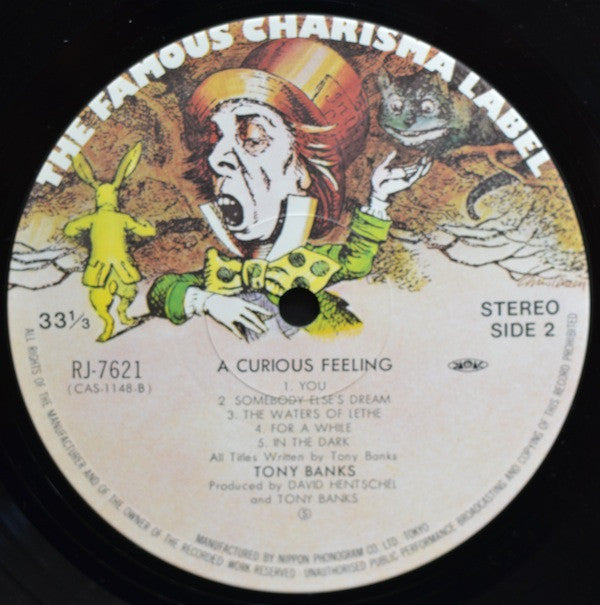 THE FAMOUS CHARISMA LABEL
33⅓
STEREO
SIDE 2
RJ-7621
(CAS-1148-B)
A CURIOUS FEELING
1. YOU
2. SOMEBODY ELSE'S DREAM
3. THE WATERS OF LETHE
4. FOR A WHILE
5. IN THE DARK
All Titles Written by Tony Banks
TONY BANKS
Produced by DAVID HENTSCHEL
and TONY BANKS
S
MANUFACTURED BY NIPPON PHONOGRAM CO. LTD. TOKYO
ALL RIGHTS OF THE MANUFACTURER AND OF THE OWNER OF THE RECORDED WORK RESERVED · UNAUTHORISED PUBLIC PERFORMANCE BROADCASTING AND COPYING OF THIS RECORD PROHIBITED